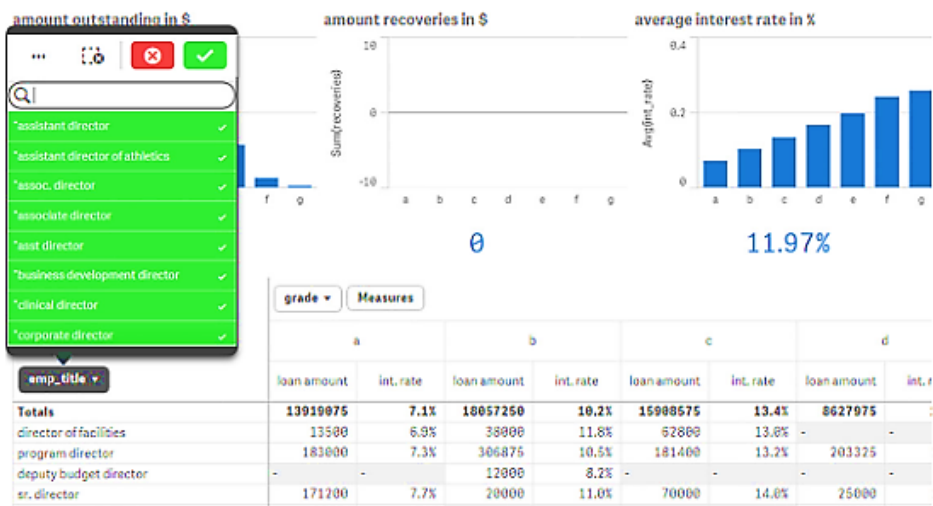 amount outstanding in $
amount recoveries in $
average interest rate in %
...
"assistant director
"assistant director of athletics
"assoc. director
"associate director
"asst director
"business development director
"clinical director
"corporate director
f g
Sum(recoveries)
10
0
-10
a b c d e f g
0
Avg(int_rate)
0.4
0.2
0
a b c d e f g
11.97%
grade Measures
a b c d
emp_title
loan amount int. rate loan amount int. rate loan amount int. rate loan amount int. r
Totals 13919075 7.1% 18057250 10.2% 15908575 13.4% 8627975
director of facilities 13500 6.9% 38000 11.8% 62800 13.0% - -
program director 183000 7.3% 306875 10.5% 181400 13.2% 203325
deputy budget director - - 12000 8.2% - - - -
sr. director 171200 7.7% 20000 11.0% 70000 14.0% 25000